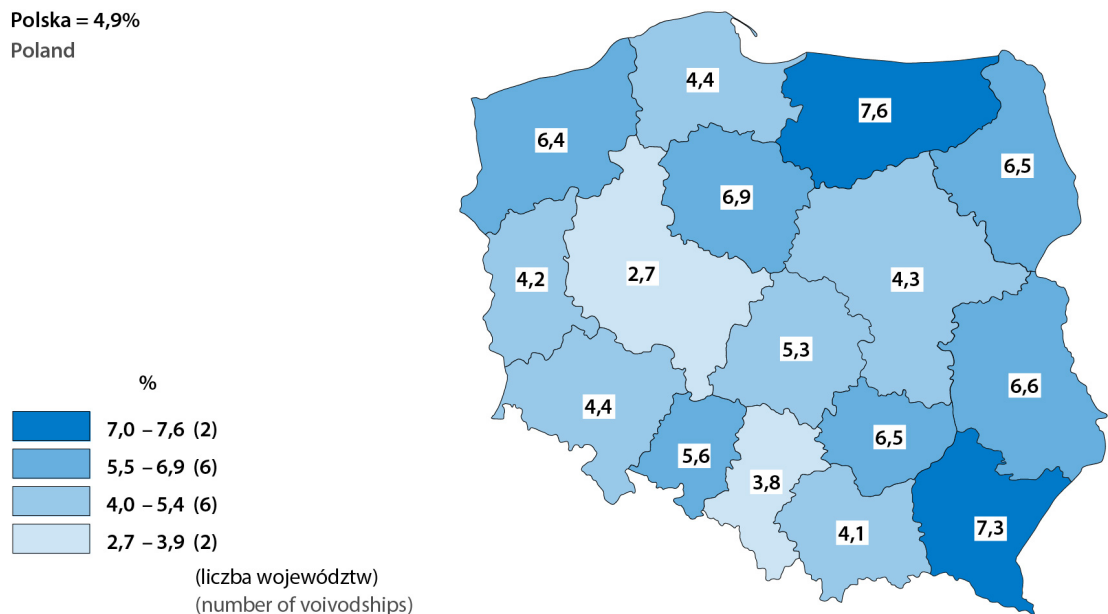 Polska = 4,9%
Poland
4,4
7,6
6,4
6,5
6,9
4,2
2,7
4,3
5,3
6,6
4,4
6,5
5,6
3,8
4,1
7,3
%
7,0 – 7,6 (2)
5,5 – 6,9 (6)
4,0 – 5,4 (6)
2,7 – 3,9 (2)
(liczba województw)
(number of voivodships)